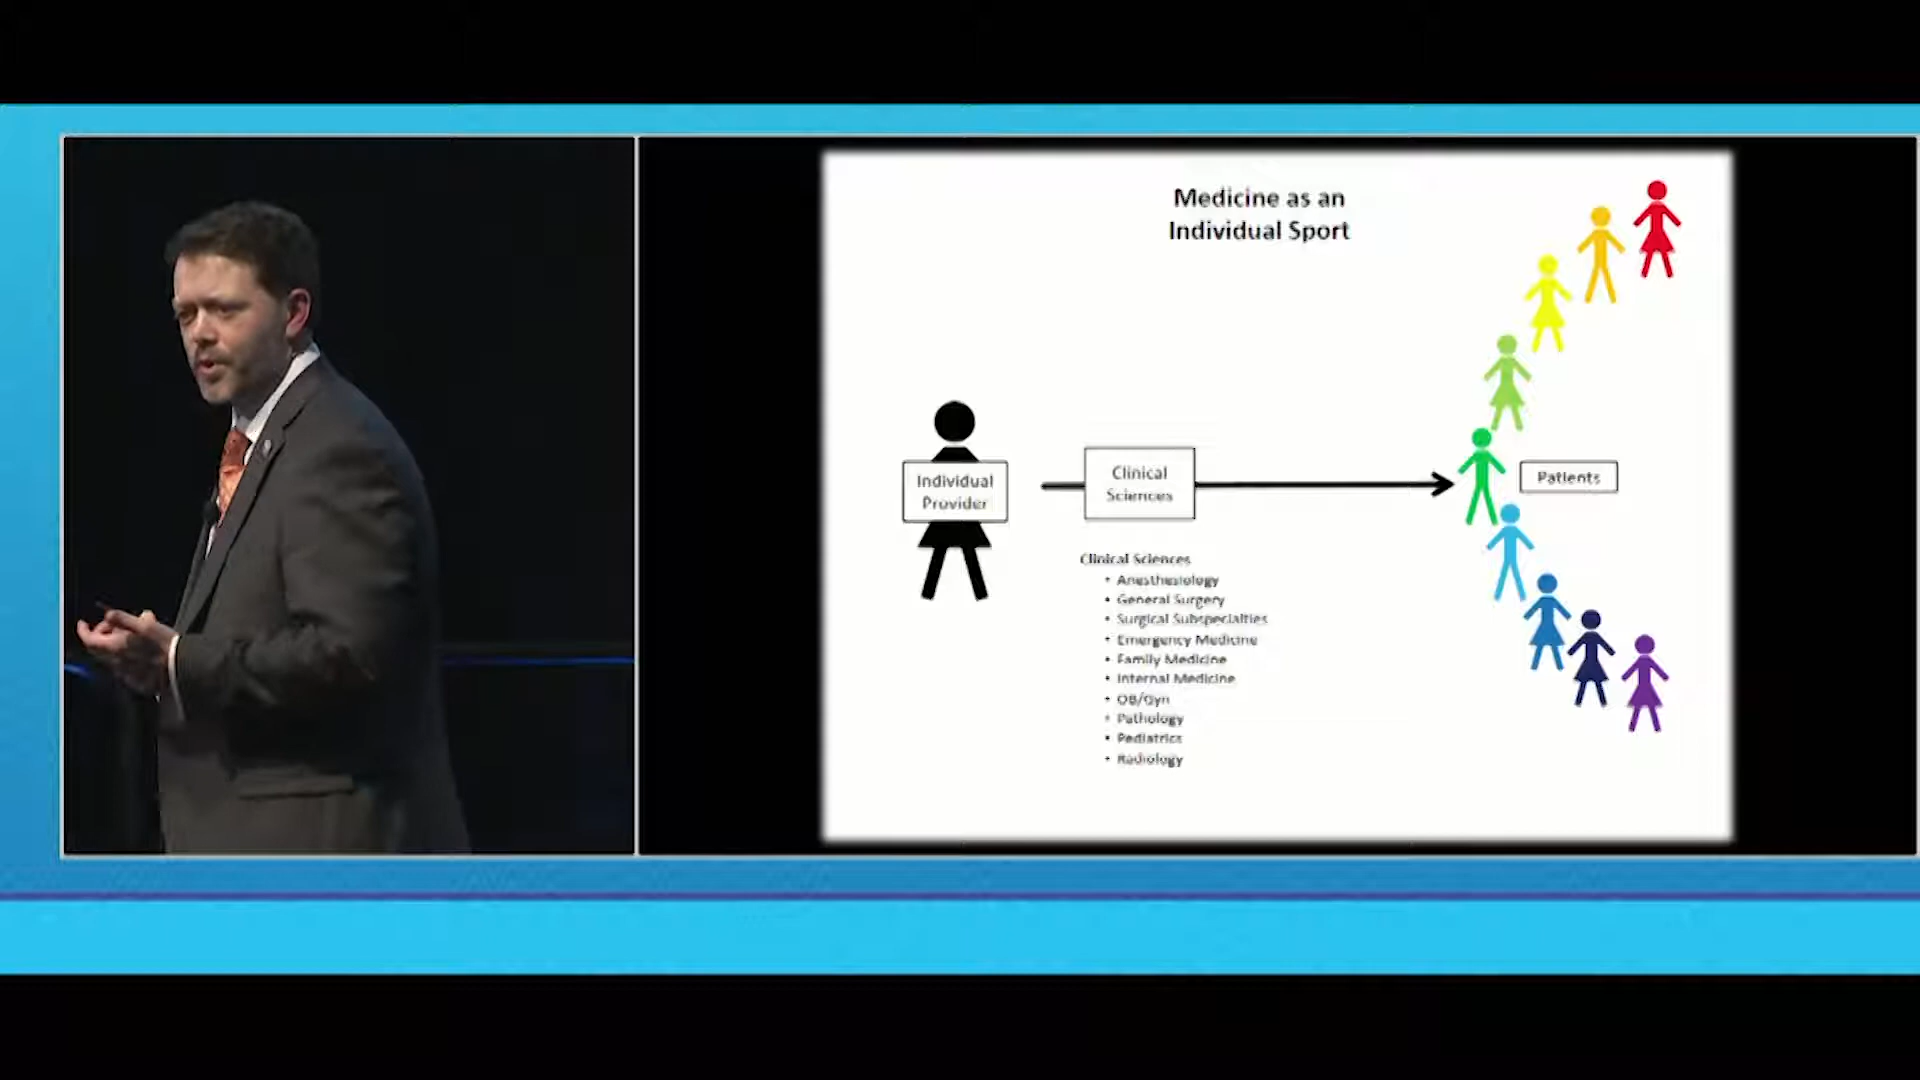 Medicine as an
Individual Sport
Individual
Provider
Clinical
Sciences
Patients
Clinical Sciences
• Anesthesiology
• General Surgery
• Surgical Subspecialties
• Emergency Medicine
• Family Medicine
• Internal Medicine
• OB/Gyn
• Pathology
• Pediatrics
• Radiology